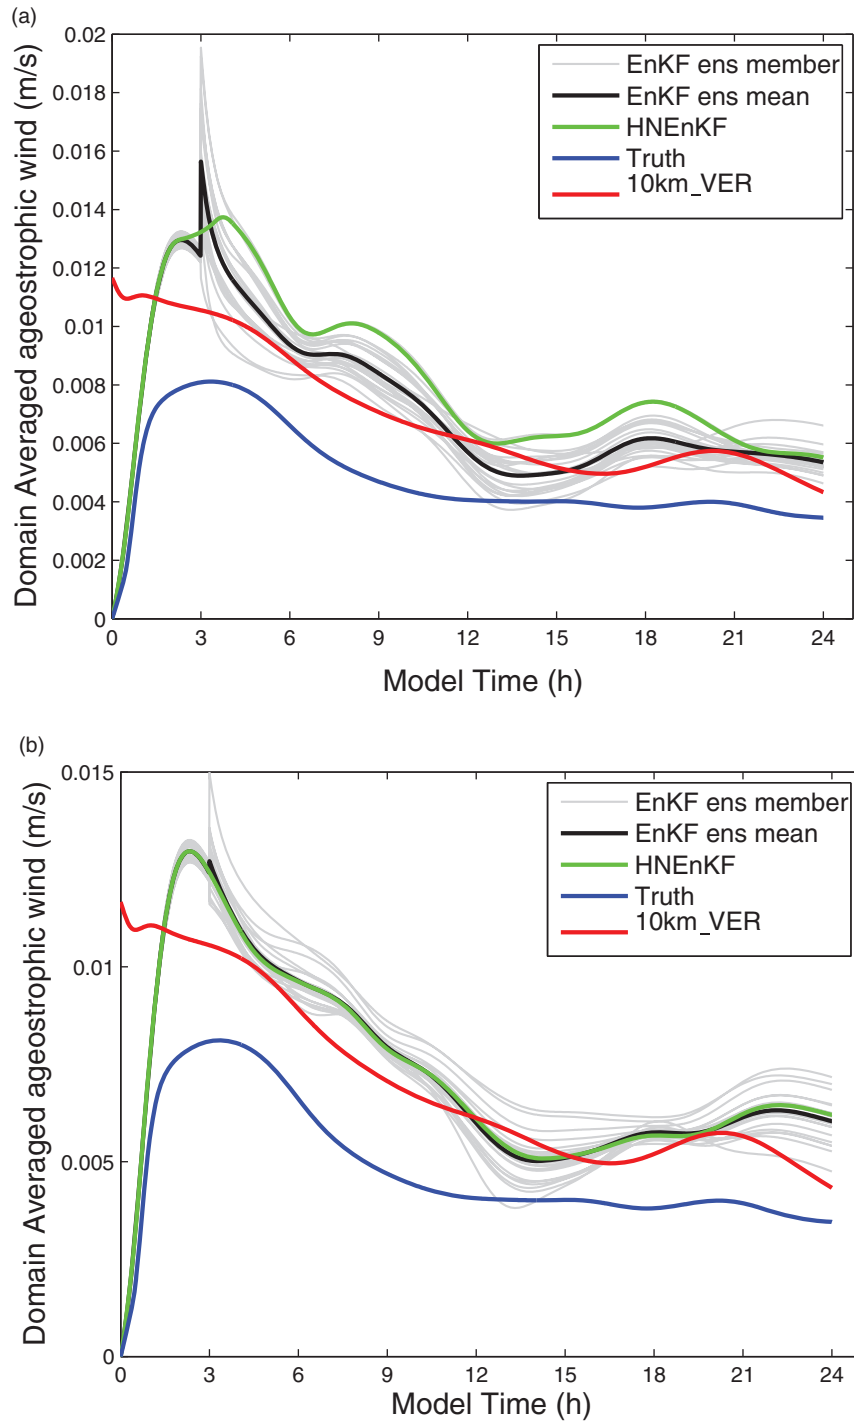 (a)
0.02
0.018
0.016
0.014
0.012
0.01
0.008
0.006
0.004
0.002
0
Domain Averaged ageostrophic wind (m/s)
EnKF ens member
EnKF ens mean
HNEnKF
Truth
10km_VER
0 3 6 9 12 15 18 21 24
Model Time (h)
(b)
0.015
0.01
0.005
0
Domain Averaged ageostrophic wind (m/s)
EnKF ens member
EnKF ens mean
HNEnKF
Truth
10km_VER
0 3 6 9 12 15 18 21 24
Model Time (h)